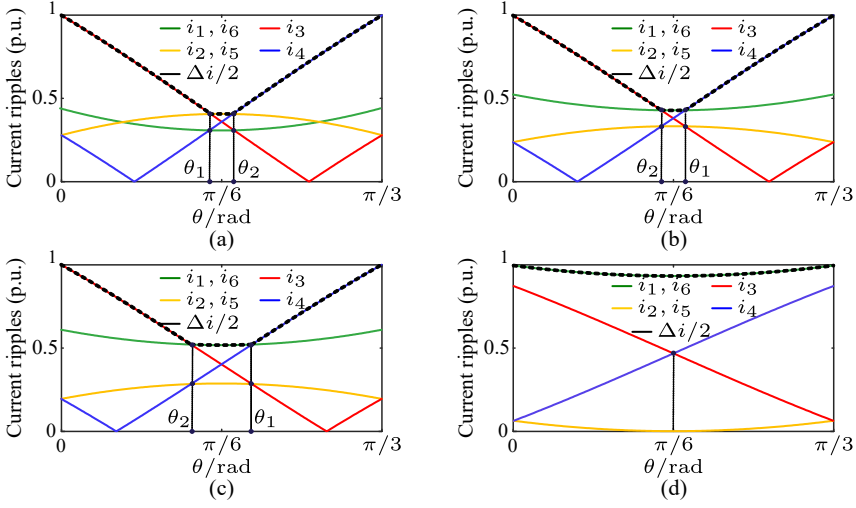 Current ripples (p.u.)
1
0.5
0
i₁, i₆
i₃
i₂, i₅
i₄
Δi/2
θ₁
θ₂
0
π/6
π/3
θ/rad
(a)
Current ripples (p.u.)
1
0.5
0
i₁, i₆
i₃
i₂, i₅
i₄
Δi/2
θ₂
θ₁
0
π/6
π/3
θ/rad
(b)
Current ripples (p.u.)
1
0.5
0
i₁, i₆
i₃
i₂, i₅
i₄
Δi/2
θ₂
θ₁
0
π/6
π/3
θ/rad
(c)
Current ripples (p.u.)
1
0.5
0
i₁, i₆
i₃
i₂, i₅
i₄
Δi/2
0
π/6
π/3
θ/rad
(d)